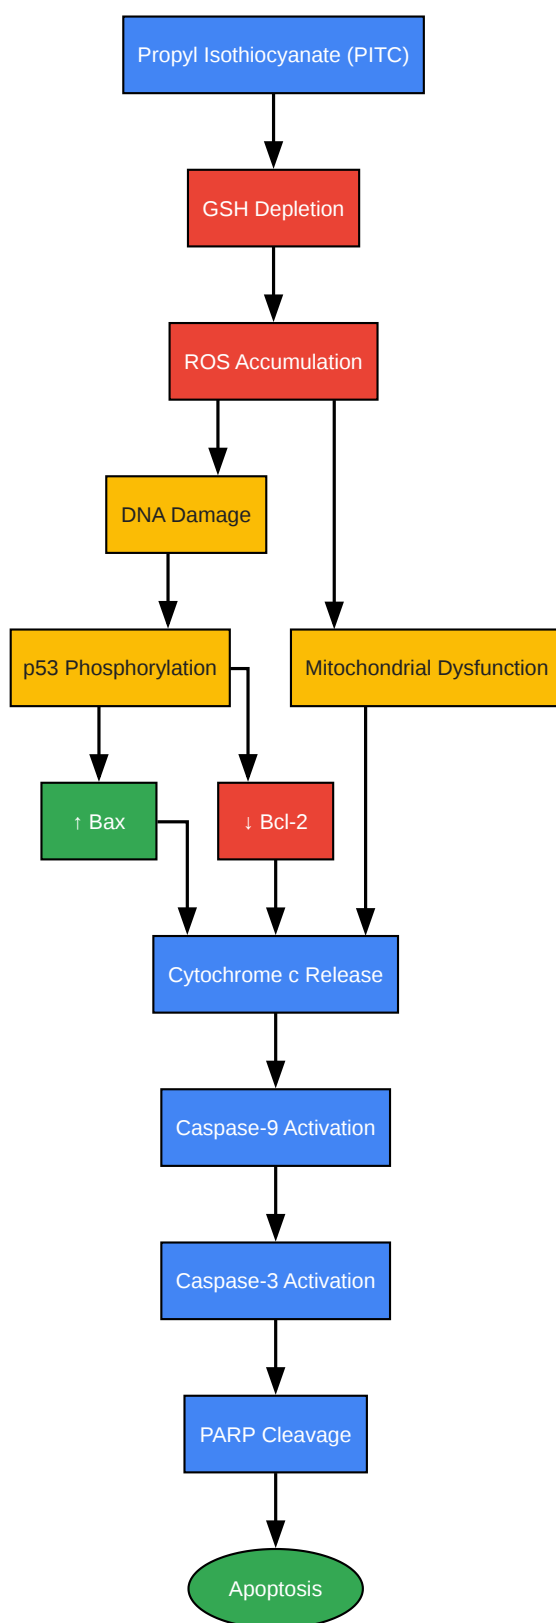 Propyl Isothiocyanate (PITC)
GSH Depletion
ROS Accumulation
DNA Damage
p53 Phosphorylation
Mitochondrial Dysfunction
↑ Bax
↓ Bcl-2
Cytochrome c Release
Caspase-9 Activation
Caspase-3 Activation
PARP Cleavage
Apoptosis